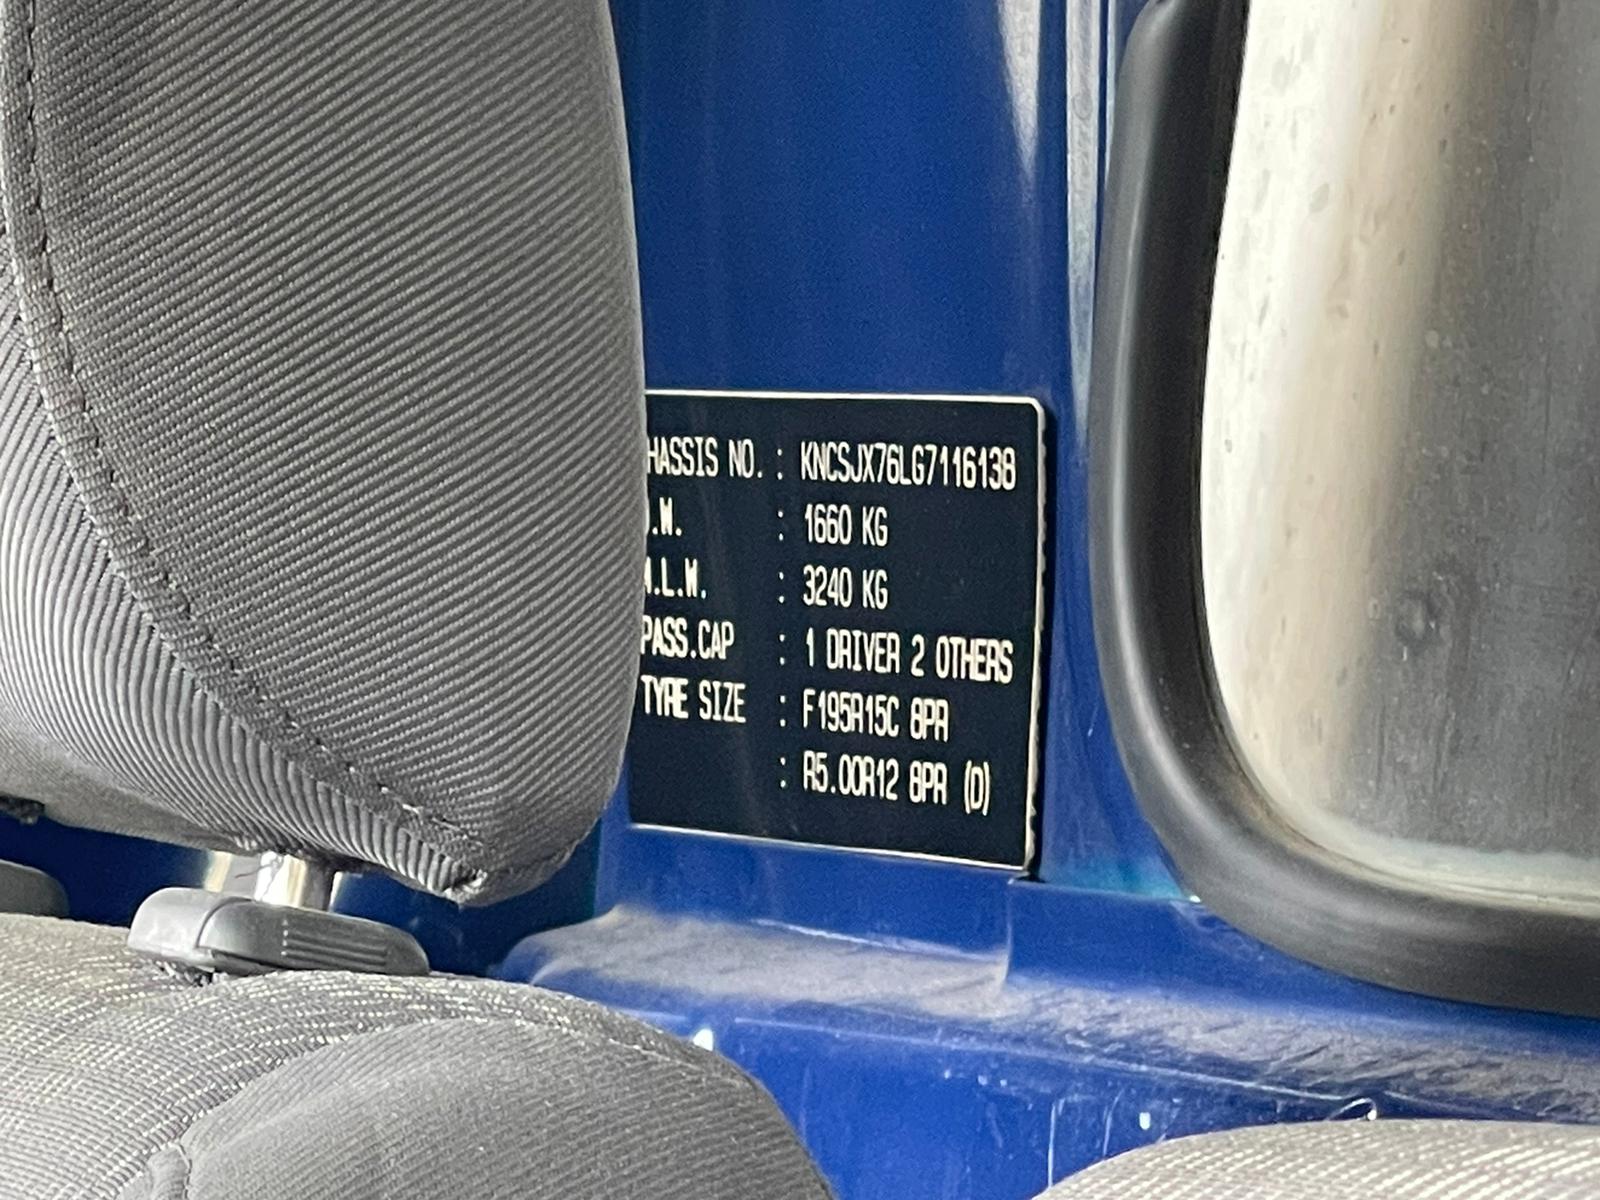 HASSIS NO. : KNCSJX76LG7116138
.W. : 1660 KG
.L.W. : 3240 KG
PASS.CAP : 1 DRIVER 2 OTHERS
TYRE SIZE : F195R15C 8PR
: R5.00R12 8PR (D)